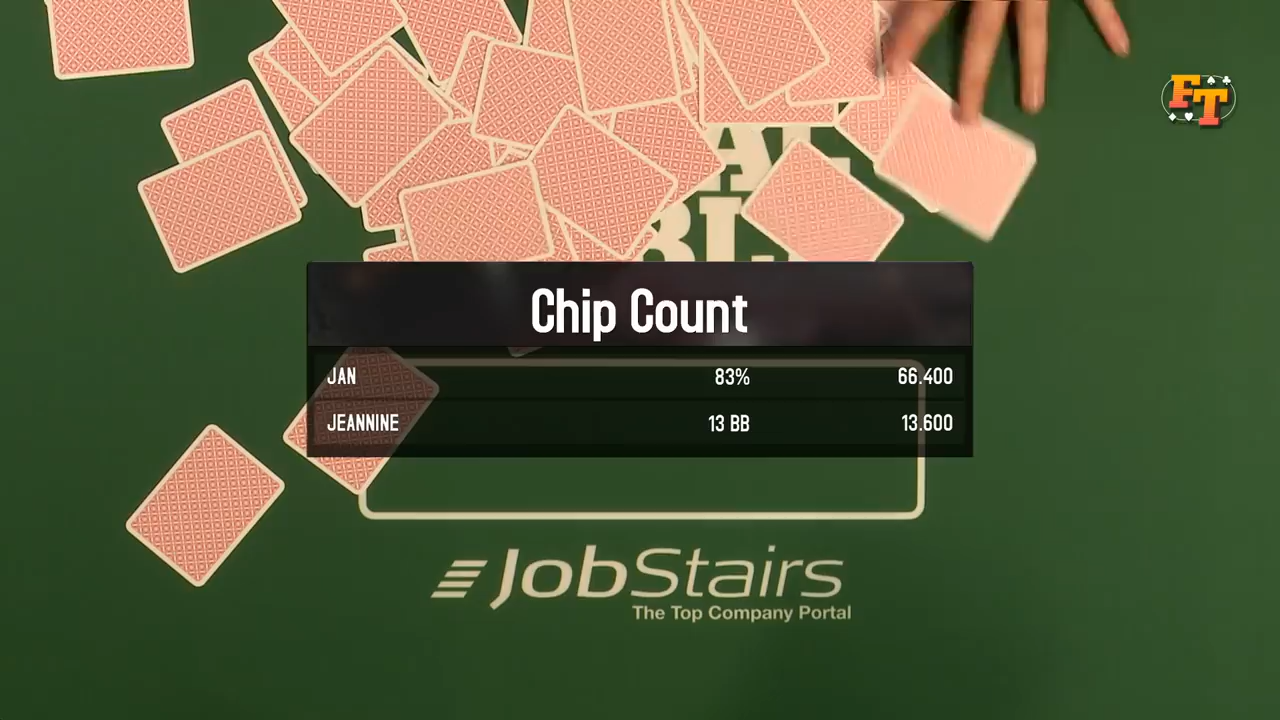 FT
Chip Count
JAN 83% 66.400
JEANNINE 13 BB 13.600
JobStairs
The Top Company Portal